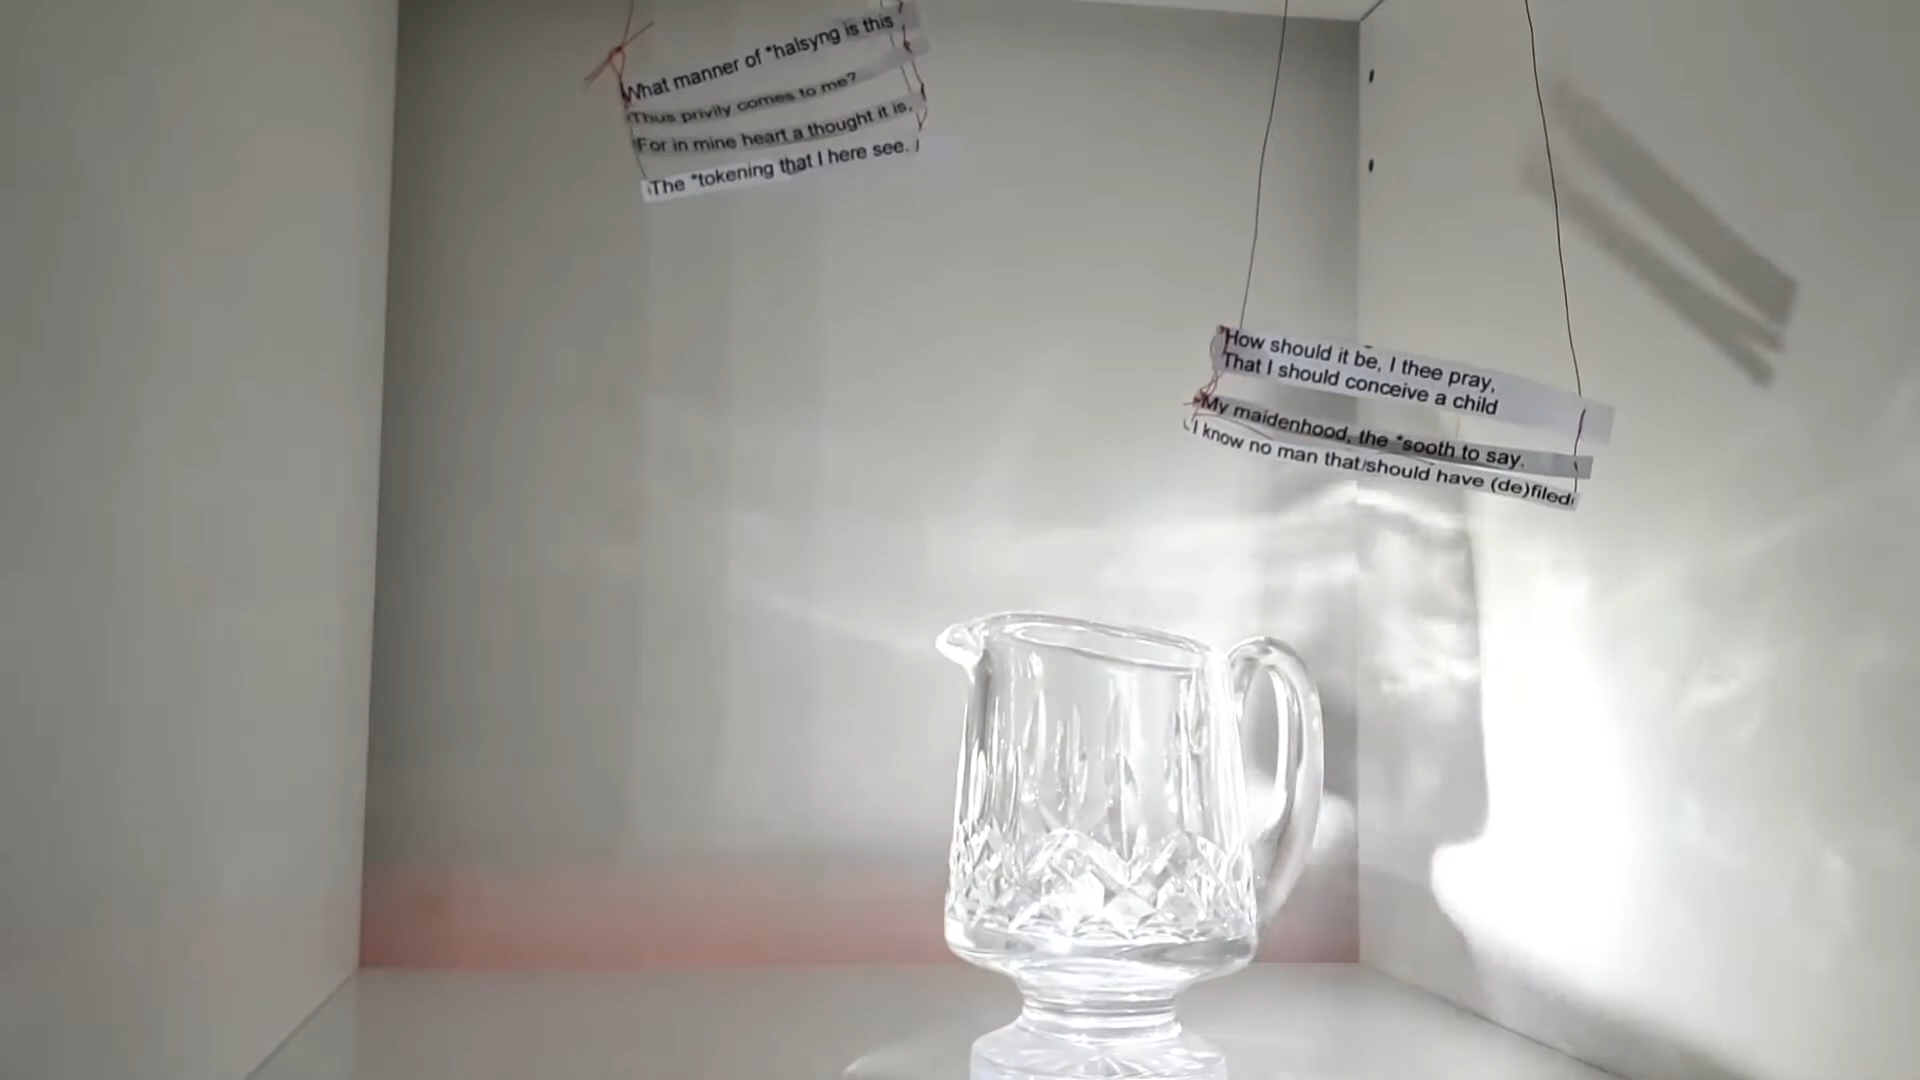 What manner of *halsyng is this
Thus privily comes to me?
For in mine heart a thought it is,
The *tokening that I here see.
How should it be, I thee pray,
That I should conceive a child
My maidenhood, the *sooth to say.
I know no man that should have (de)filed